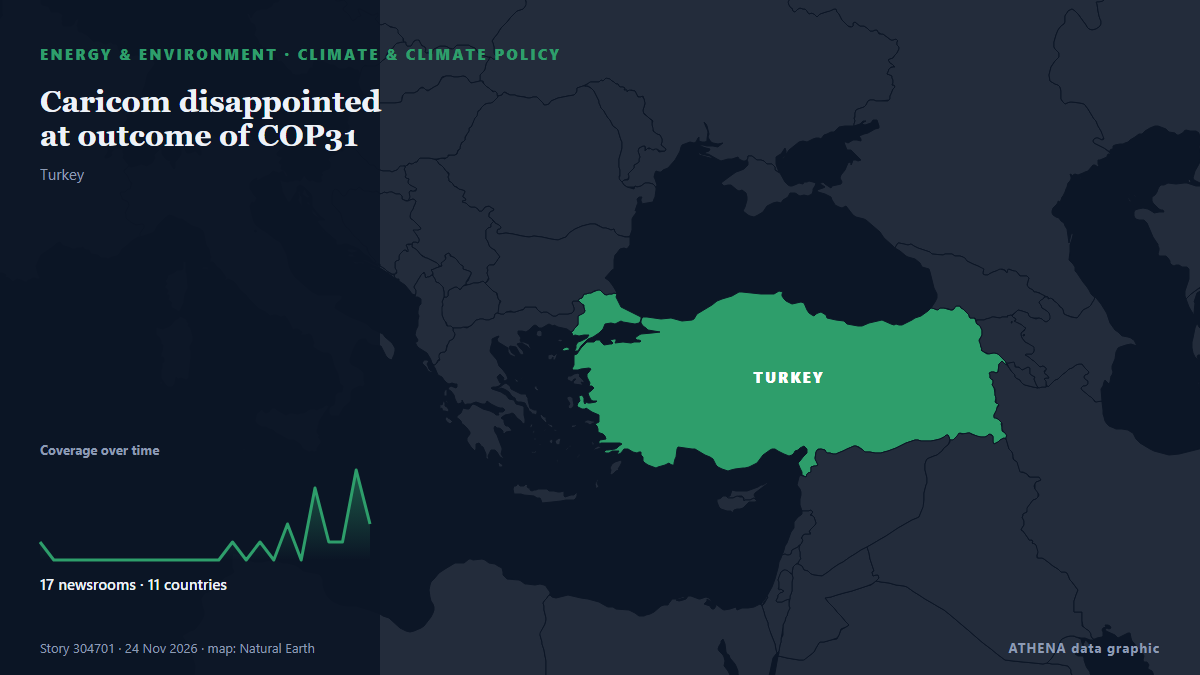 ENERGY & ENVIRONMENT · CLIMATE & CLIMATE POLICY
Caricom disappointed
at outcome of COP31
Turkey
TURKEY
Coverage over time
17 newsrooms · 11 countries
Story 304701 · 24 Nov 2026 · map: Natural Earth
ATHENA data graphic